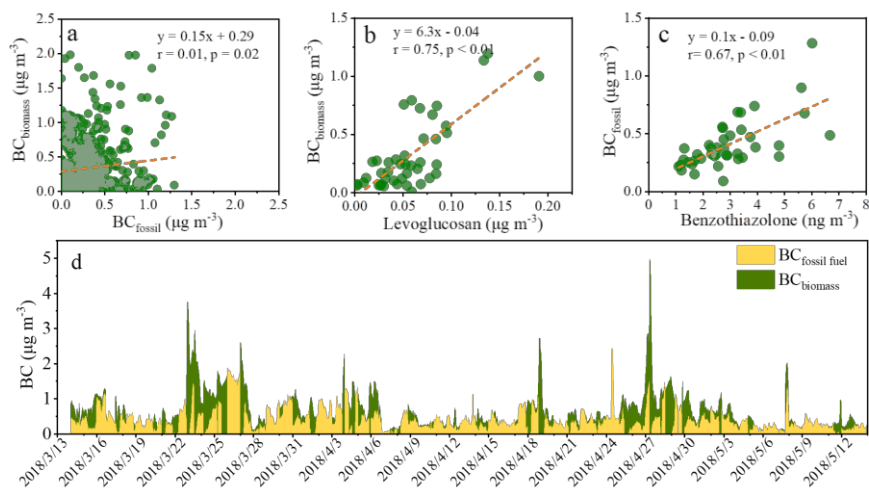 a
y = 0.15x + 0.29
r = 0.01, p = 0.02
2.5
2.0
1.5
1.0
0.5
0.0
BCbiomass (μg m-3)
0.0 0.5 1.0 1.5 2.0 2.5
BCfossil (μg m-3)
b
y = 6.3x - 0.04
r = 0.75, p < 0.01
1.5
1.0
0.5
0.0
BCbiomass (μg m-3)
0.00 0.05 0.10 0.15 0.20
Levoglucosan (μg m-3)
c
y = 0.1x - 0.09
r= 0.67, p < 0.01
1.5
1.0
0.5
0.0
BCfossil (μg m-3)
0 1 2 3 4 5 6 7 8
Benzothiazolone (ng m-3)
d
BCfossil fuel
BCbiomass
5
4
3
2
1
0
BC (μg m-3)
2018/3/13 2018/3/16 2018/3/19 2018/3/22 2018/3/25 2018/3/28 2018/3/31 2018/4/3 2018/4/6 2018/4/9 2018/4/12 2018/4/15 2018/4/18 2018/4/21 2018/4/24 2018/4/27 2018/4/30 2018/5/3 2018/5/6 2018/5/9 2018/5/12